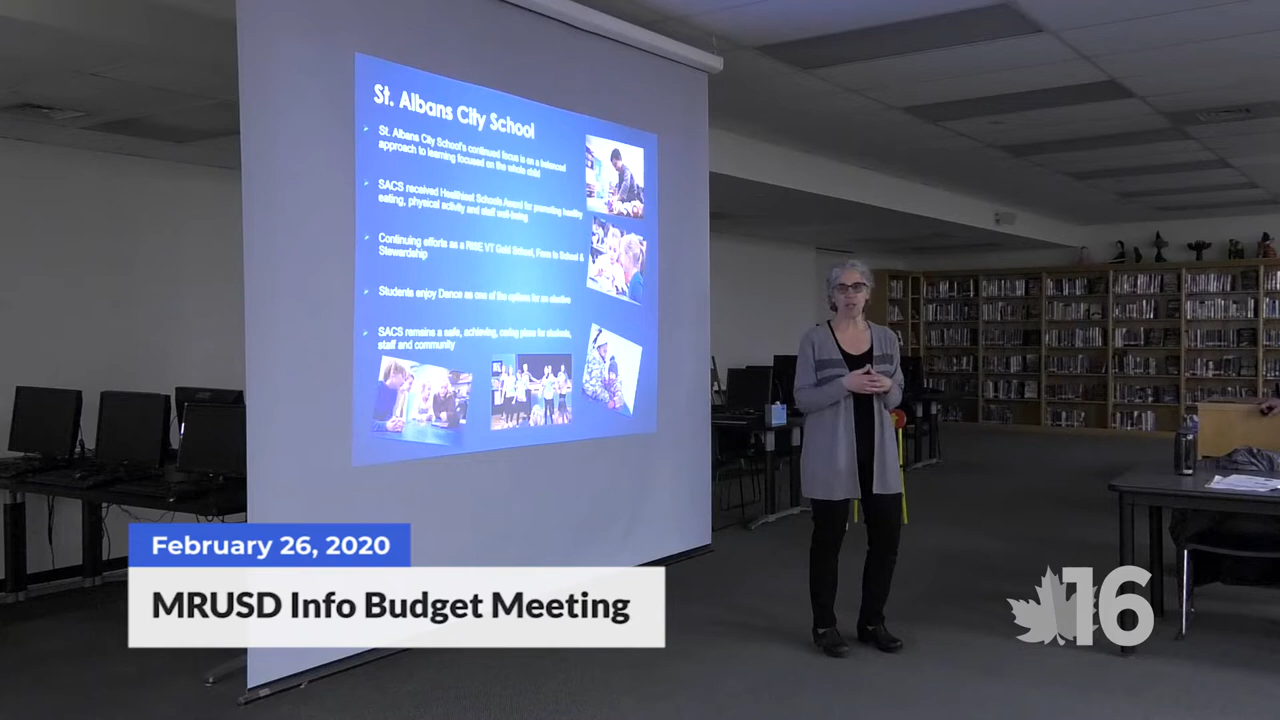 St. Albans City School
St. Albans City School's continued focus is on a balanced
approach to learning focused on the whole child
SACS received Healthiest Schools Award for promoting healthy
eating, physical activity and staff well-being
Continuing efforts as a RISE VT Gold School, Farm to School &
Stewardship
Students enjoy Dance as one of the options for an elective
SACS remains a safe, achieving, caring place for students,
staff and community
February 26, 2020
MRUSD Info Budget Meeting
16